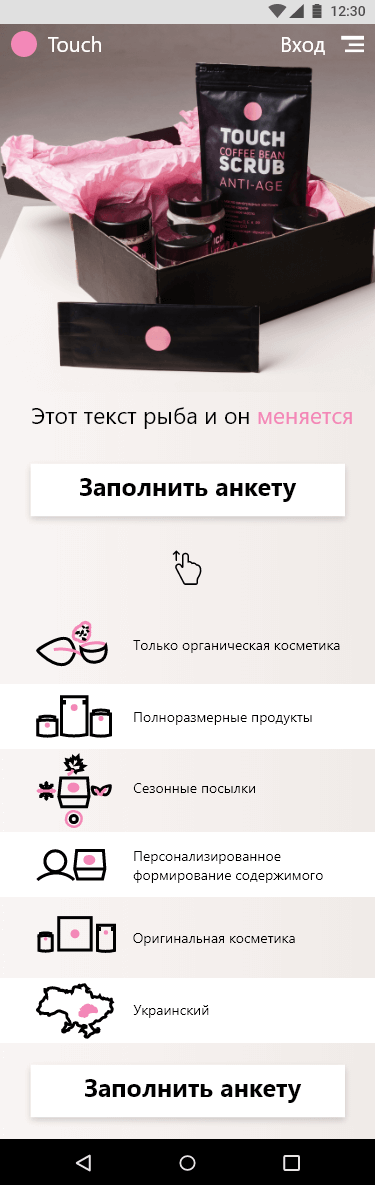 12:30
Touch
Вход
TOUCH
COFFEE BEAN
SCRUB
ANTI-AGE
Этот текст рыба и он меняется
Заполнить анкету
Только органическая косметика
Полноразмерные продукты
Сезонные посылки
Персонализированное
формирование содержимого
Оригинальная косметика
Украинский
Заполнить анкету